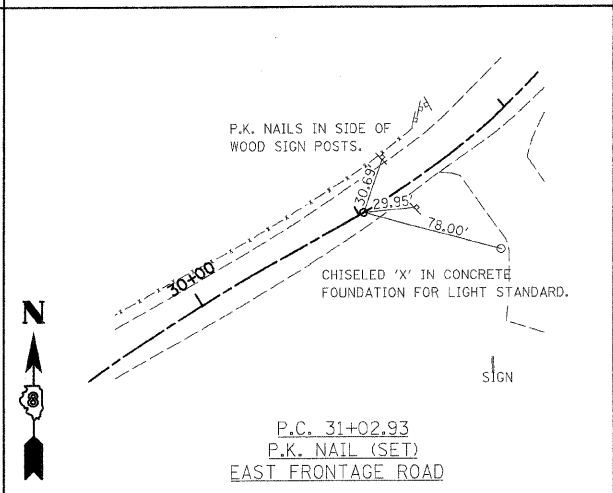 P.K. NAILS IN SIDE OF
WOOD SIGN POSTS.
30.69'
29.95'
78.00'
30+00'
CHISELED 'X' IN CONCRETE
FOUNDATION FOR LIGHT STANDARD.
N
8
SIGN
P.C. 31+02.93
P.K. NAIL (SET)
EAST FRONTAGE ROAD